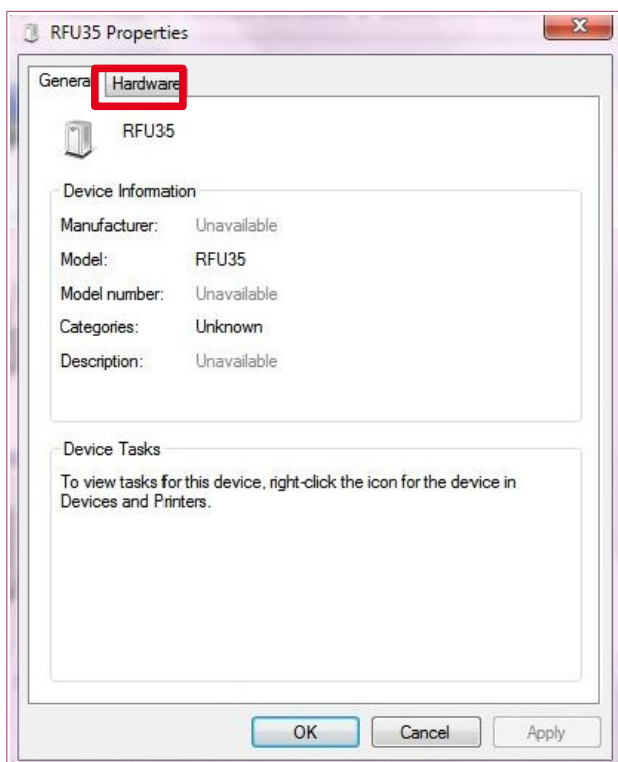 RFU35 Properties
General Hardware
RFU35
Device Information
Manufacturer: Unavailable
Model: RFU35
Model number: Unavailable
Categories: Unknown
Description: Unavailable
Device Tasks
To view tasks for this device, right-click the icon for the device in
Devices and Printers.
OK Cancel Apply